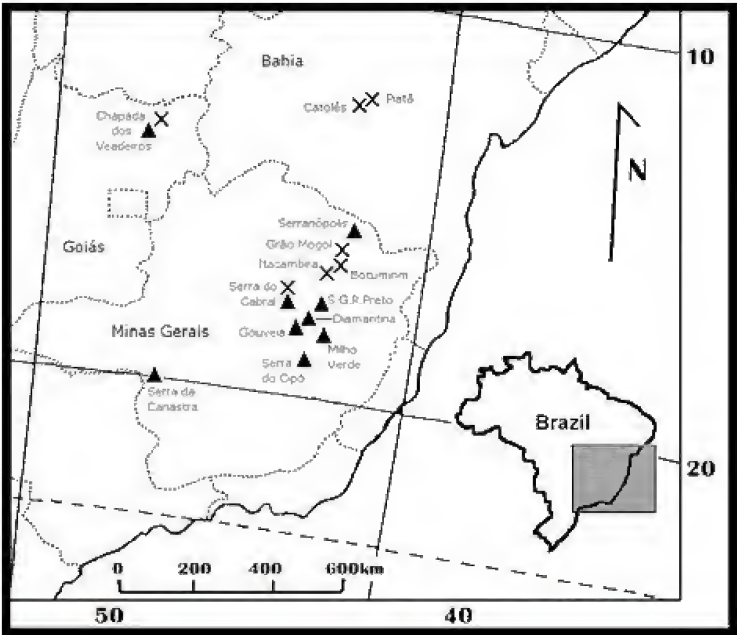 Bahia
10
Chapada
dos
Veadeiros
Catolés
Piatã
N
Goiás
Serranópolis
Grão Mogol
Itacambira
Botumirim
Serra do
Cabral
S.G.R.Preto
Diamantina
Minas Gerais
Gouveia
Milho
Verde
Serra
do Cipó
Serra da
Canastra
Brazil
20
0 200 400 600km
50 40